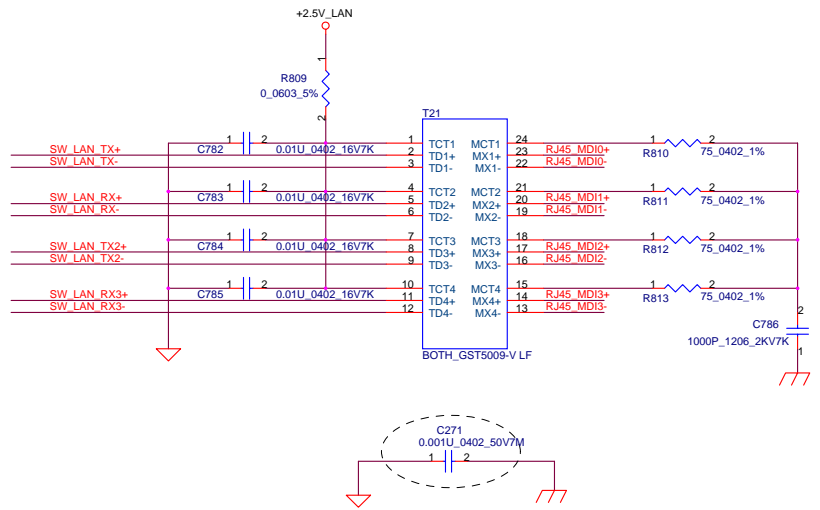 +2.5V_LAN
1
R809
0_0603_5%
2
T21
1 2 1 TCT1 MCT1 24 1 2
SW_LAN_TX+ C782 0.01U_0402_16V7K 2 TD1+ MX1+ 23 RJ45_MDI0+ R810 75_0402_1%
SW_LAN_TX- 3 TD1- MX1- 22 RJ45_MDI0-
1 2 4 TCT2 MCT2 21 1 2
SW_LAN_RX+ C783 0.01U_0402_16V7K 5 TD2+ MX2+ 20 RJ45_MDI1+ R811 75_0402_1%
SW_LAN_RX- 6 TD2- MX2- 19 RJ45_MDI1-
1 2 7 TCT3 MCT3 18 1 2
SW_LAN_TX2+ C784 0.01U_0402_16V7K 8 TD3+ MX3+ 17 RJ45_MDI2+ R812 75_0402_1%
SW_LAN_TX2- 9 TD3- MX3- 16 RJ45_MDI2-
1 2 10 TCT4 MCT4 15 1 2
SW_LAN_RX3+ C785 0.01U_0402_16V7K 11 TD4+ MX4+ 14 RJ45_MDI3+ R813 75_0402_1%
SW_LAN_RX3- 12 TD4- MX4- 13 RJ45_MDI3-
2
C786
1000P_1206_2KV7K
1
BOTH_GST5009-V LF
C271
0.001U_0402_50V7M
1 2